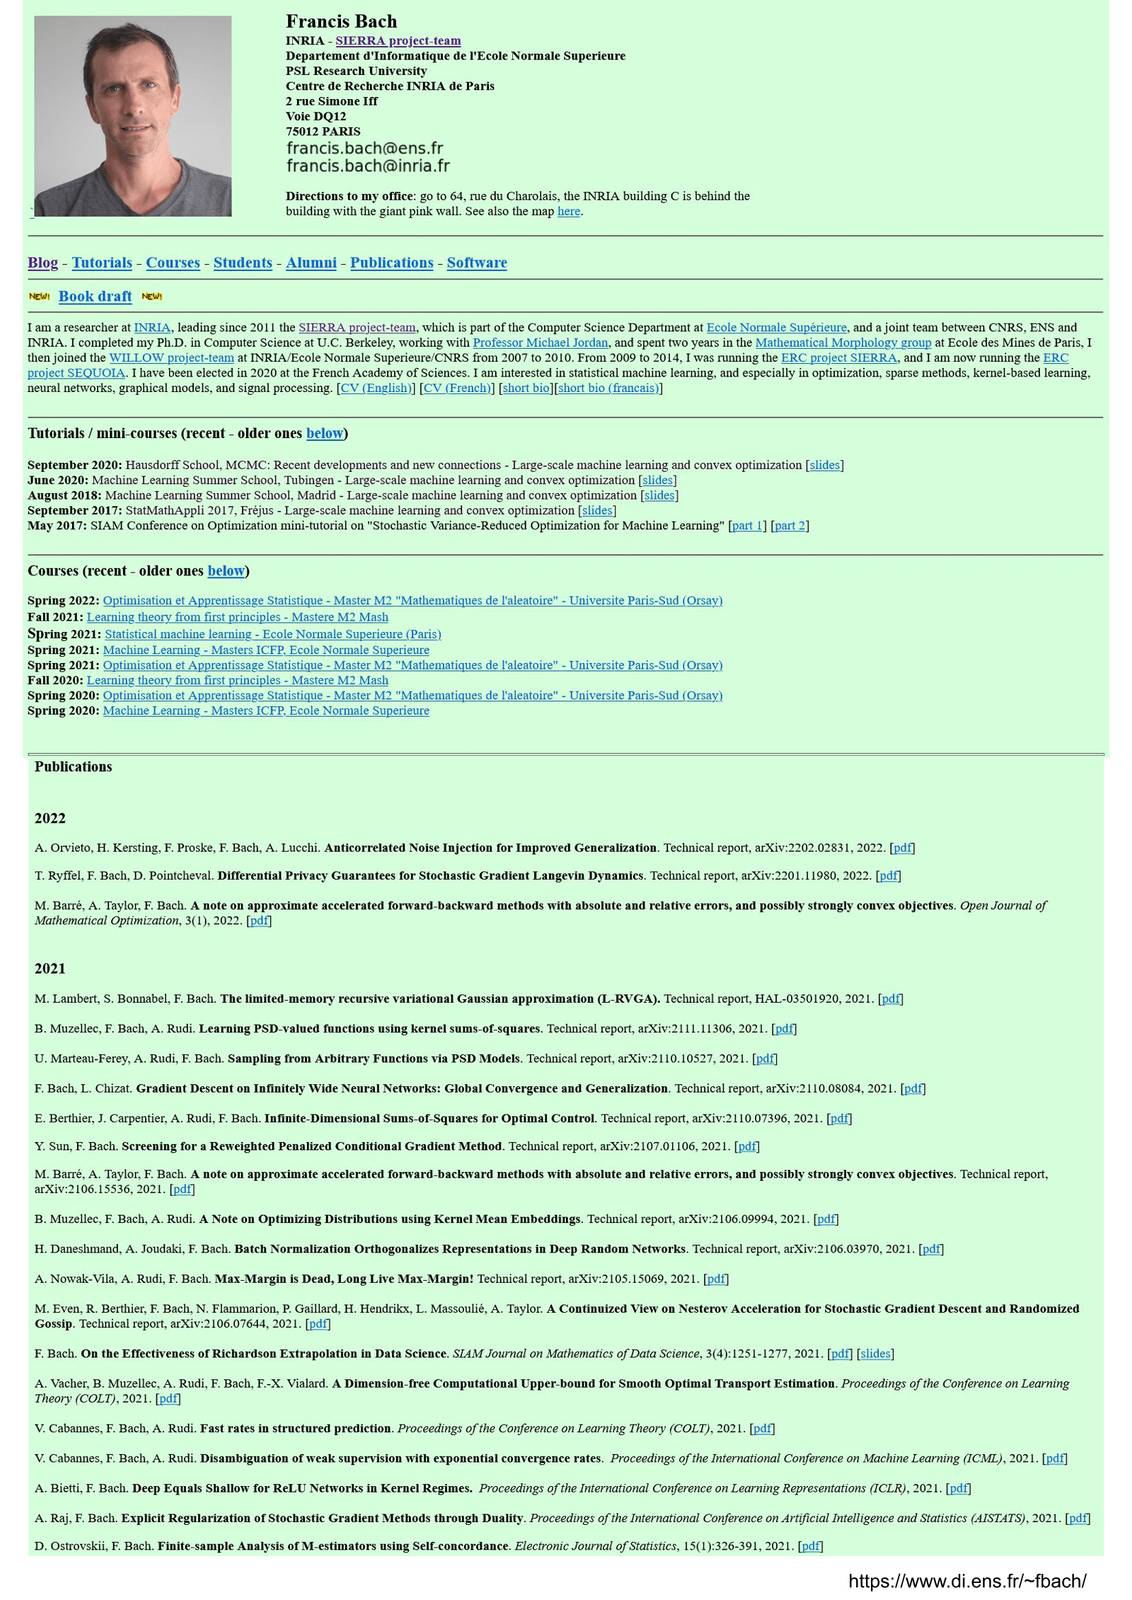 Francis Bach
INRIA - SIERRA project-team
Departement d'Informatique de l'Ecole Normale Superieure
PSL Research University
Centre de Recherche INRIA de Paris
2 rue Simone Iff
Voie DQ12
75012 PARIS
francis.bach@ens.fr
francis.bach@inria.fr
Directions to my office: go to 64, rue du Charolais, the INRIA building C is behind the
building with the giant pink wall. See also the map here.
Blog - Tutorials - Courses - Students - Alumni - Publications - Software
NEW! Book draft NEW!
I am a researcher at INRIA, leading since 2011 the SIERRA project-team, which is part of the Computer Science Department at Ecole Normale Supérieure, and a joint team between CNRS, ENS and
INRIA. I completed my Ph.D. in Computer Science at U.C. Berkeley, working with Professor Michael Jordan, and spent two years in the Mathematical Morphology group at Ecole des Mines de Paris, I
then joined the WILLOW project-team at INRIA/Ecole Normale Superieure/CNRS from 2007 to 2010. From 2009 to 2014, I was running the ERC project SIERRA, and I am now running the ERC
project SEQUOIA. I have been elected in 2020 at the French Academy of Sciences. I am interested in statistical machine learning, and especially in optimization, sparse methods, kernel-based learning,
neural networks, graphical models, and signal processing. [CV (English)] [CV (French)] [short bio][short bio (francais)]
Tutorials / mini-courses (recent - older ones below)
September 2020: Hausdorff School, MCMC: Recent developments and new connections - Large-scale machine learning and convex optimization [slides]
June 2020: Machine Learning Summer School, Tubingen - Large-scale machine learning and convex optimization [slides]
August 2018: Machine Learning Summer School, Madrid - Large-scale machine learning and convex optimization [slides]
September 2017: StatMathAppli 2017, Fréjus - Large-scale machine learning and convex optimization [slides]
May 2017: SIAM Conference on Optimization mini-tutorial on "Stochastic Variance-Reduced Optimization for Machine Learning" [part 1] [part 2]
Courses (recent - older ones below)
Spring 2022: Optimisation et Apprentissage Statistique - Master M2 "Mathematiques de l'aleatoire" - Universite Paris-Sud (Orsay)
Fall 2021: Learning theory from first principles - Mastere M2 Mash
Spring 2021: Statistical machine learning - Ecole Normale Superieure (Paris)
Spring 2021: Machine Learning - Masters ICFP, Ecole Normale Superieure
Spring 2021: Optimisation et Apprentissage Statistique - Master M2 "Mathematiques de l'aleatoire" - Universite Paris-Sud (Orsay)
Fall 2020: Learning theory from first principles - Mastere M2 Mash
Spring 2020: Optimisation et Apprentissage Statistique - Master M2 "Mathematiques de l'aleatoire" - Universite Paris-Sud (Orsay)
Spring 2020: Machine Learning - Masters ICFP, Ecole Normale Superieure
Publications
2022
A. Orvieto, H. Kersting, F. Proske, F. Bach, A. Lucchi. Anticorrelated Noise Injection for Improved Generalization. Technical report, arXiv:2202.02831, 2022. [pdf]
T. Ryffel, F. Bach, D. Pointcheval. Differential Privacy Guarantees for Stochastic Gradient Langevin Dynamics. Technical report, arXiv:2201.11980, 2022. [pdf]
M. Barré, A. Taylor, F. Bach. A note on approximate accelerated forward-backward methods with absolute and relative errors, and possibly strongly convex objectives. Open Journal of
Mathematical Optimization, 3(1), 2022. [pdf]
2021
M. Lambert, S. Bonnabel, F. Bach. The limited-memory recursive variational Gaussian approximation (L-RVGA). Technical report, HAL-03501920, 2021. [pdf]
B. Muzellec, F. Bach, A. Rudi. Learning PSD-valued functions using kernel sums-of-squares. Technical report, arXiv:2111.11306, 2021. [pdf]
U. Marteau-Ferey, A. Rudi, F. Bach. Sampling from Arbitrary Functions via PSD Models. Technical report, arXiv:2110.10527, 2021. [pdf]
F. Bach, L. Chizat. Gradient Descent on Infinitely Wide Neural Networks: Global Convergence and Generalization. Technical report, arXiv:2110.08084, 2021. [pdf]
E. Berthier, J. Carpentier, A. Rudi, F. Bach. Infinite-Dimensional Sums-of-Squares for Optimal Control. Technical report, arXiv:2110.07396, 2021. [pdf]
Y. Sun, F. Bach. Screening for a Reweighted Penalized Conditional Gradient Method. Technical report, arXiv:2107.01106, 2021. [pdf]
M. Barré, A. Taylor, F. Bach. A note on approximate accelerated forward-backward methods with absolute and relative errors, and possibly strongly convex objectives. Technical report,
arXiv:2106.15536, 2021. [pdf]
B. Muzellec, F. Bach, A. Rudi. A Note on Optimizing Distributions using Kernel Mean Embeddings. Technical report, arXiv:2106.09994, 2021. [pdf]
H. Daneshmand, A. Joudaki, F. Bach. Batch Normalization Orthogonalizes Representations in Deep Random Networks. Technical report, arXiv:2106.03970, 2021. [pdf]
A. Nowak-Vila, A. Rudi, F. Bach. Max-Margin is Dead, Long Live Max-Margin! Technical report, arXiv:2105.15069, 2021. [pdf]
M. Even, R. Berthier, F. Bach, N. Flammarion, P. Gaillard, H. Hendrikx, L. Massoulié, A. Taylor. A Continuized View on Nesterov Acceleration for Stochastic Gradient Descent and Randomized
Gossip. Technical report, arXiv:2106.07644, 2021. [pdf]
F. Bach. On the Effectiveness of Richardson Extrapolation in Data Science. SIAM Journal on Mathematics of Data Science, 3(4):1251-1277, 2021. [pdf] [slides]
A. Vacher, B. Muzellec, A. Rudi, F. Bach, F.-X. Vialard. A Dimension-free Computational Upper-bound for Smooth Optimal Transport Estimation. Proceedings of the Conference on Learning
Theory (COLT), 2021. [pdf]
V. Cabannes, F. Bach, A. Rudi. Fast rates in structured prediction. Proceedings of the Conference on Learning Theory (COLT), 2021. [pdf]
V. Cabannes, F. Bach, A. Rudi. Disambiguation of weak supervision with exponential convergence rates. Proceedings of the International Conference on Machine Learning (ICML), 2021. [pdf]
A. Bietti, F. Bach. Deep Equals Shallow for ReLU Networks in Kernel Regimes. Proceedings of the International Conference on Learning Representations (ICLR), 2021. [pdf]
A. Raj, F. Bach. Explicit Regularization of Stochastic Gradient Methods through Duality. Proceedings of the International Conference on Artificial Intelligence and Statistics (AISTATS), 2021. [pdf]
D. Ostrovskii, F. Bach. Finite-sample Analysis of M-estimators using Self-concordance. Electronic Journal of Statistics, 15(1):326-391, 2021. [pdf]
https://www.di.ens.fr/~fbach/